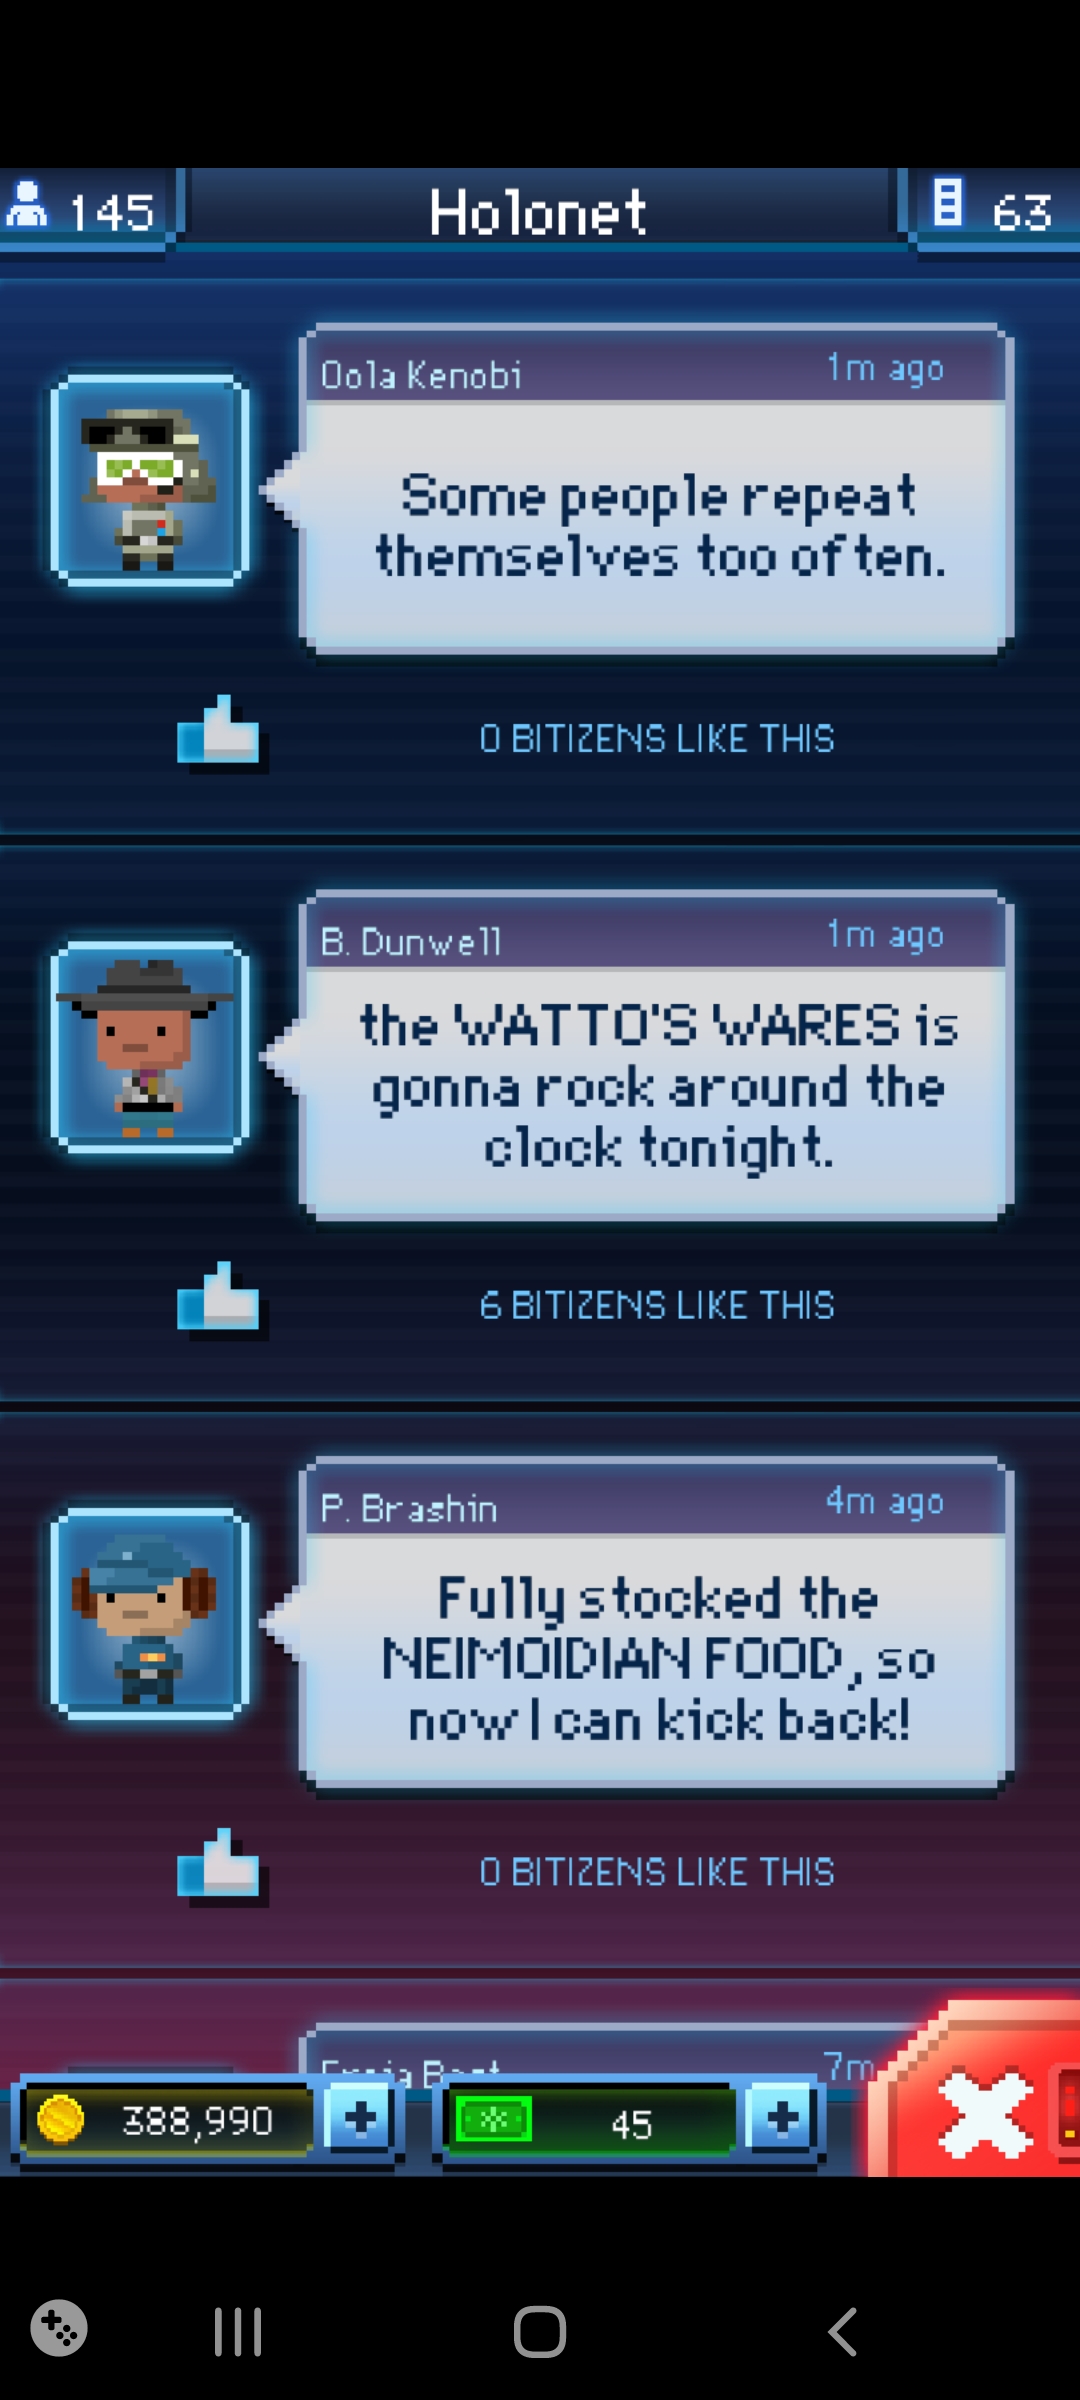 145
Holonet
63
Oola Kenobi
1m ago
Some people repeat
themselves too often.
0 BITIZENS LIKE THIS
B. Dunwell
1m ago
the WATTO'S WARES is
gonna rock around the
clock tonight.
6 BITIZENS LIKE THIS
P. Brashin
4m ago
Fully stocked the
NEIMOIDIAN FOOD, so
now I can kick back!
0 BITIZENS LIKE THIS
7m
388,990
45